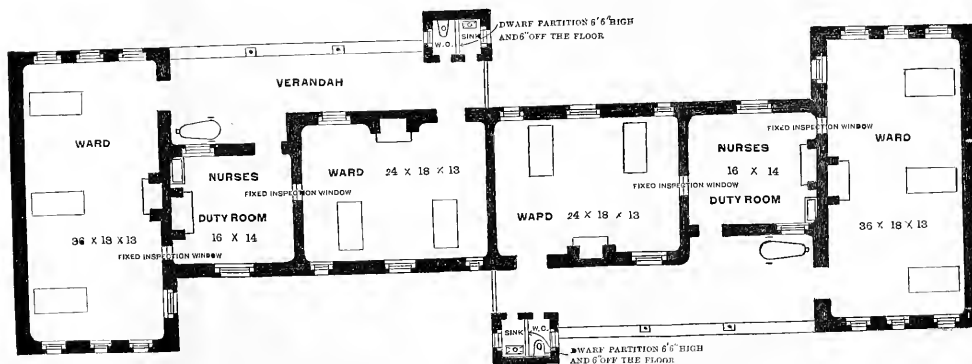 DWARF PARTITION 6'6" HIGH
AND 6" OFF THE FLOOR
W.C.
SINK
VERANDAH
WARD
36 X 18 X 13
NURSES
DUTY ROOM
16 X 14
FIXED INSPECTION WINDOW
FIXED INSPECTION WINDOW
WARD 24 X 18 X 13
WARD 24 X 18 X 13
FIXED INSPECTION WINDOW
NURSES
16 X 14
DUTY ROOM
FIXED INSPECTION WINDOW
WARD
36 X 18 X 13
SINK
W.C.
DWARF PARTITION 6'6" HIGH
AND 6" OFF THE FLOOR